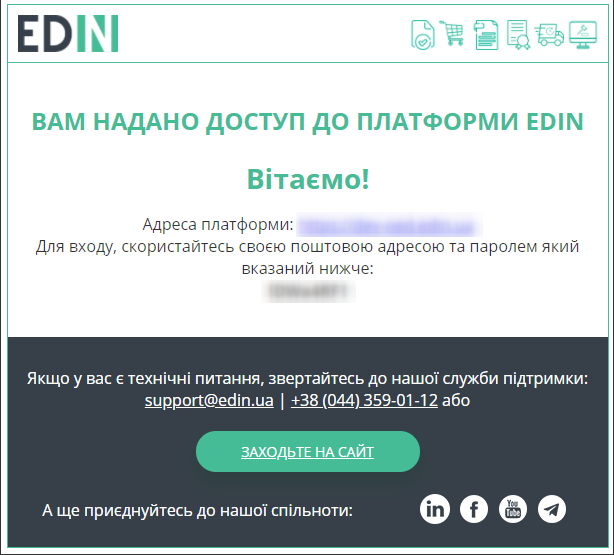 EDIN
ВАМ НАДАНО ДОСТУП ДО ПЛАТФОРМИ EDIN
Вітаємо!
Адреса платформи:
Для входу, скористайтесь своєю поштовою адресою та паролем який
вказаний нижче:
Якщо у вас є технічні питання, звертайтесь до нашої служби підтримки:
support@edin.ua | +38 (044) 359-01-12 або
ЗАХОДЬТЕ НА САЙТ
А ще приєднуйтесь до нашої спільноти:
in
f
You
Tube